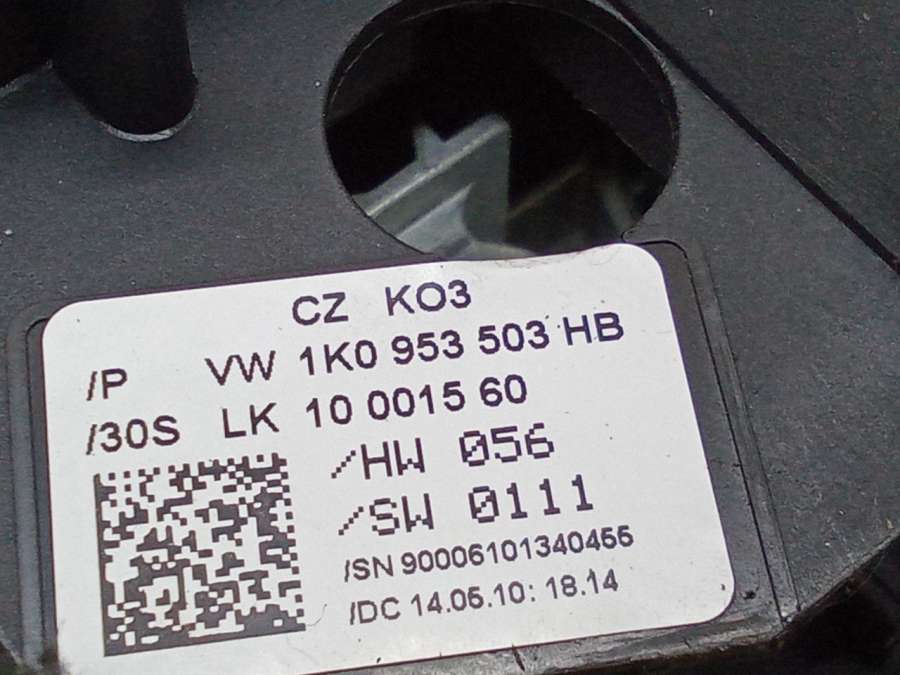 CZ KO3
/P VW 1K0 953 503 HB
/30S LK 10 0015 60
/HW 056
/SW 0111
/SN 90006101340455
/DC 14.05.10: 18.14